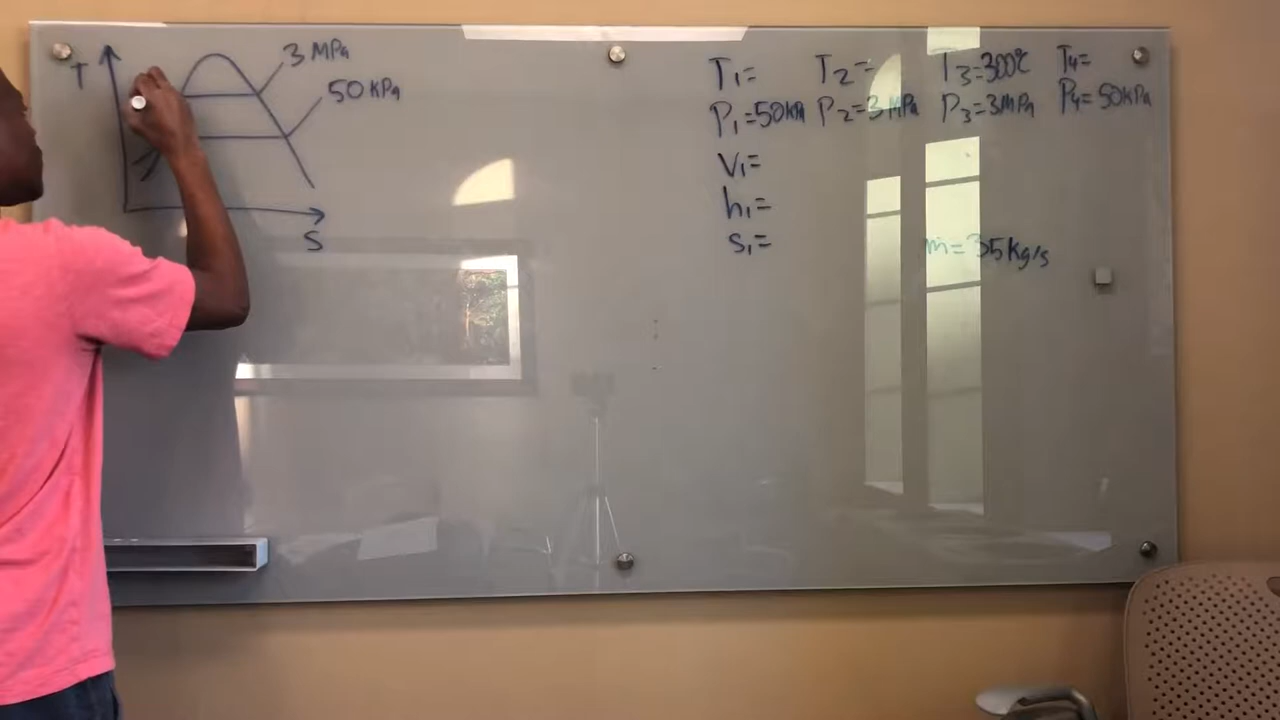 T
3 MPa
50 kPa
S
T₁= T₂= T₃=300°C T₄=
P₁=50kPa P₂=3MPa P₃=3MPa P₄=50kPa
v₁=
h₁=
s₁=
ṁ=35kg/s